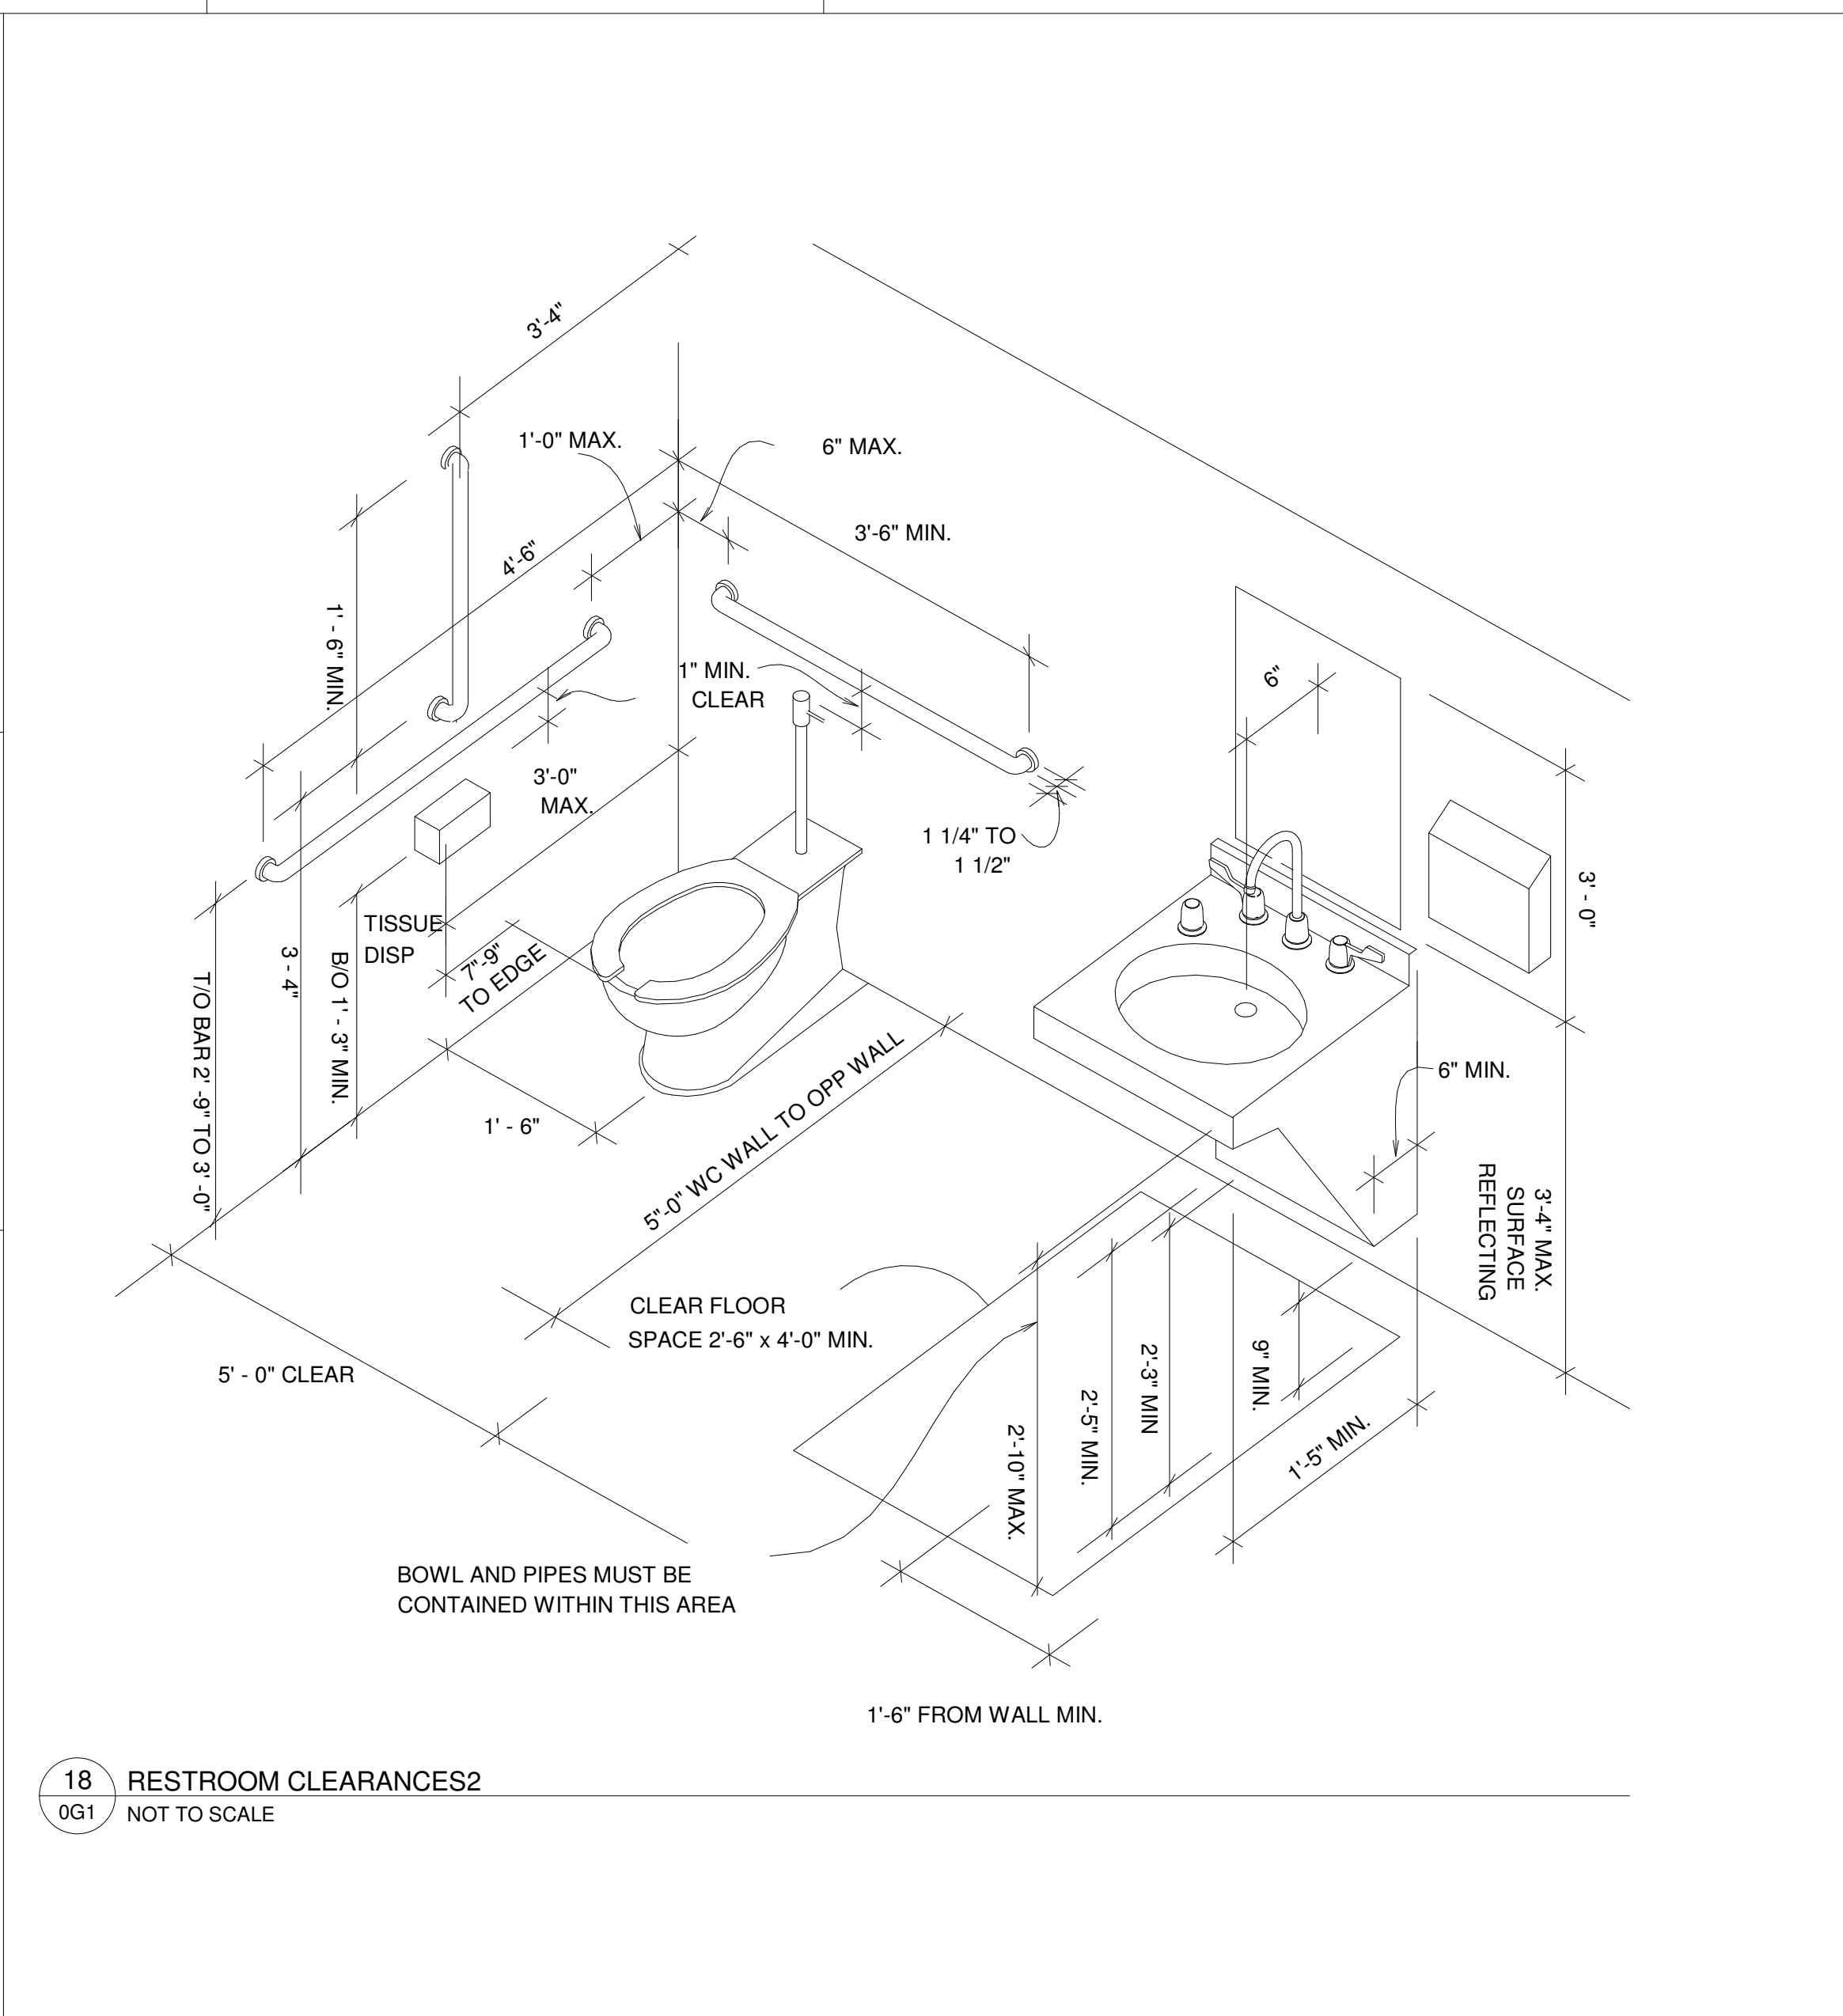 3'-4"
1'-0" MAX.
6" MAX.
3'-6" MIN.
4'-6"
1' - 6" MIN.
1" MIN.
CLEAR
6"
3'-0"
MAX.
1 1/4" TO
1 1/2"
3' - 0"
TISSUE
DISP
7"-9"
TO EDGE
3 - 4"
B/O 1' - 3" MIN.
T/O BAR 2' -9" TO 3' -0"
1' - 6"
5"-0" WC WALL TO OPP WALL
6" MIN.
3'-4" MAX.
SURFACE
REFLECTING
CLEAR FLOOR
SPACE 2'-6" x 4'-0" MIN.
5' - 0" CLEAR
2'-10" MAX.
2'-5" MIN.
2'-3" MIN
9" MIN.
1'-5" MIN.
BOWL AND PIPES MUST BE
CONTAINED WITHIN THIS AREA
1'-6" FROM WALL MIN.
18
RESTROOM CLEARANCES2
0G1
NOT TO SCALE